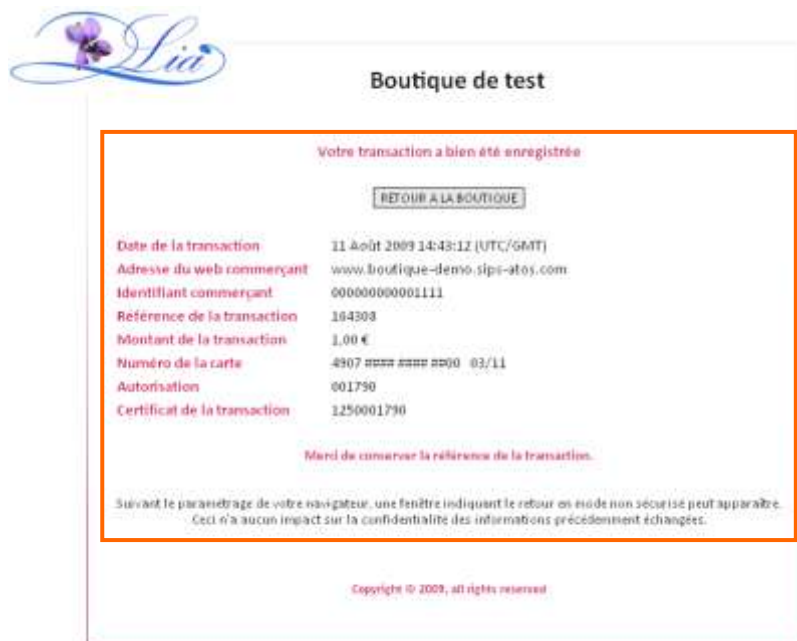 Lia
Boutique de test
Votre transaction a bien été enregistrée
RETOUR A LA BOUTIQUE
Date de la transaction 11 Août 2009 14:43:12 (UTC/GMT)
Adresse du web commerçant www.boutique-demo.sips-atos.com
Identifiant commerçant 000000000001111
Référence de la transaction 164308
Montant de la transaction 1,00 €
Numéro de la carte 4907 #### #### ##00 03/11
Autorisation 001790
Certificat de la transaction 1250001790
Merci de conserver la référence de la transaction.
Suivant le paramétrage de votre navigateur, une fenêtre indiquant le retour en mode non sécurisé peut apparaître.
Ceci n'a aucun impact sur la confidentialité des informations précédemment échangées.
Copyright © 2009, all rights reserved